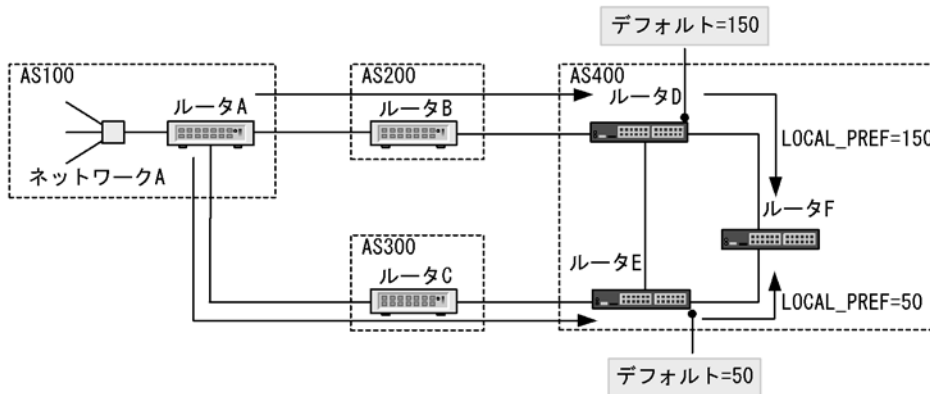 デフォルト=150
AS100
AS200
AS400
ルータA
ルータB
ルータD
LOCAL_PREF=150
ネットワークA
ルータF
AS300
ルータC
ルータE
LOCAL_PREF=50
デフォルト=50